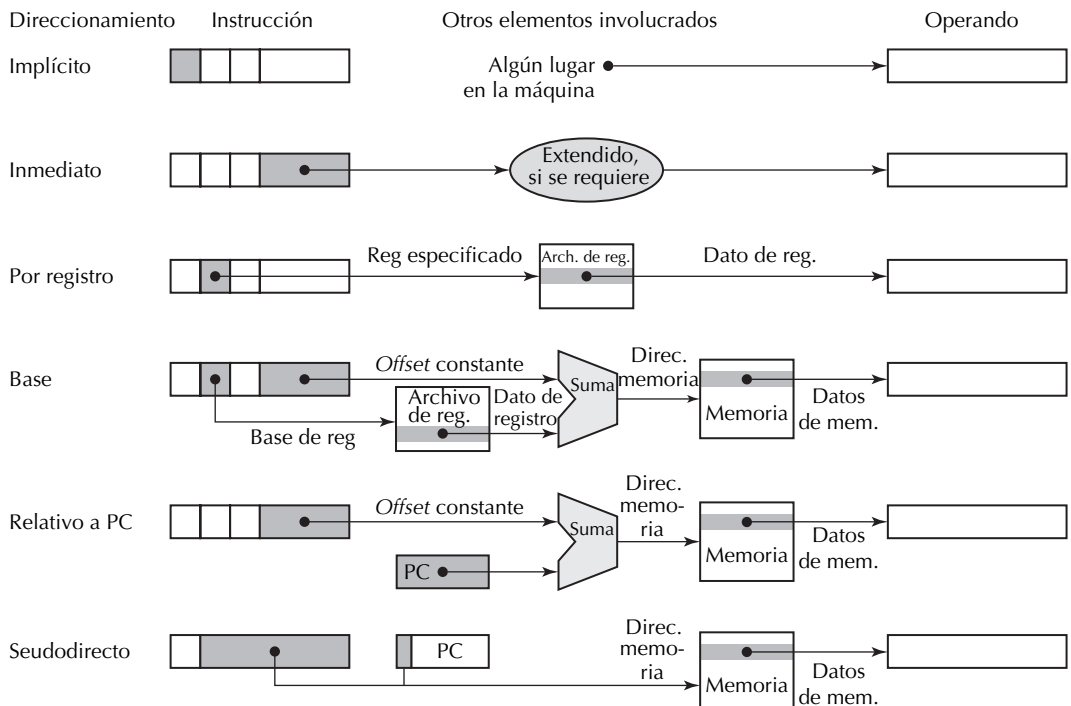 Direccionamiento Instrucción Otros elementos involucrados Operando
Implícito
Algún lugar
en la máquina
Inmediato
Extendido,
si se requiere
Por registro
Reg especificado
Arch. de reg.
Dato de reg.
Base
Offset constante
Archivo
de reg.
Base de reg
Dato de
registro
Suma
Direc.
memoria
Memoria
Datos
de mem.
Relativo a PC
Offset constante
PC
Suma
Direc.
memo-
ria
Memoria
Datos
de mem.
Seudodirecto
PC
Direc.
memo-
ria
Memoria
Datos
de mem.